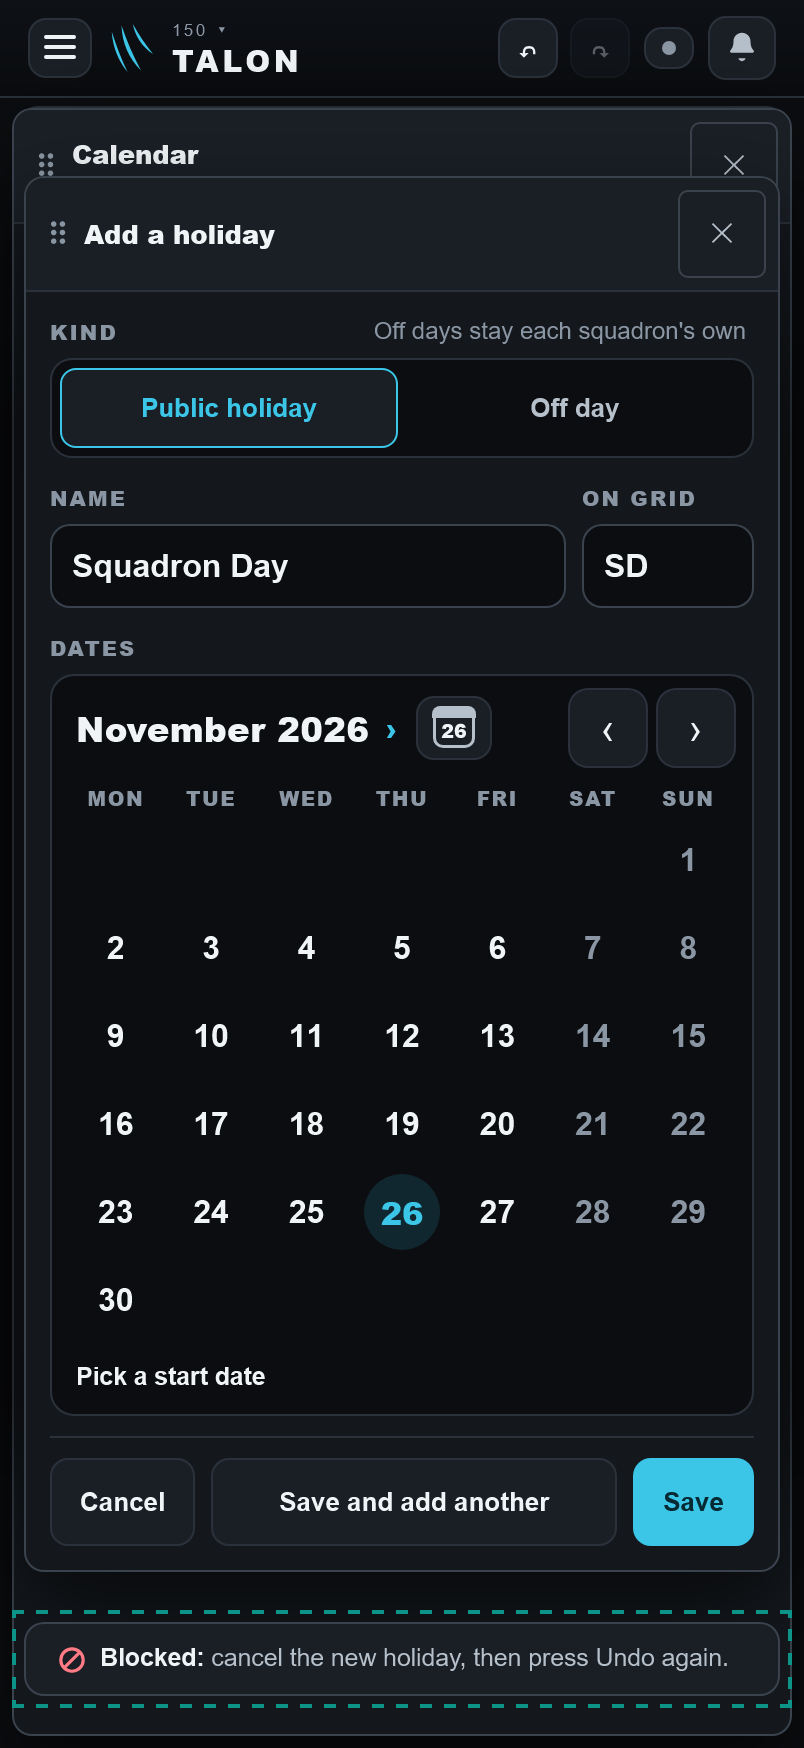 150 ▾
TALON
Calendar
Add a holiday
KIND
Off days stay each squadron's own
Public holiday
Off day
NAME
ON GRID
Squadron Day
SD
DATES
November 2026 ›
26
‹ ›
MON TUE WED THU FRI SAT SUN
1
2 3 4 5 6 7 8
9 10 11 12 13 14 15
16 17 18 19 20 21 22
23 24 25 26 27 28 29
30
Pick a start date
Cancel
Save and add another
Save
Blocked: cancel the new holiday, then press Undo again.